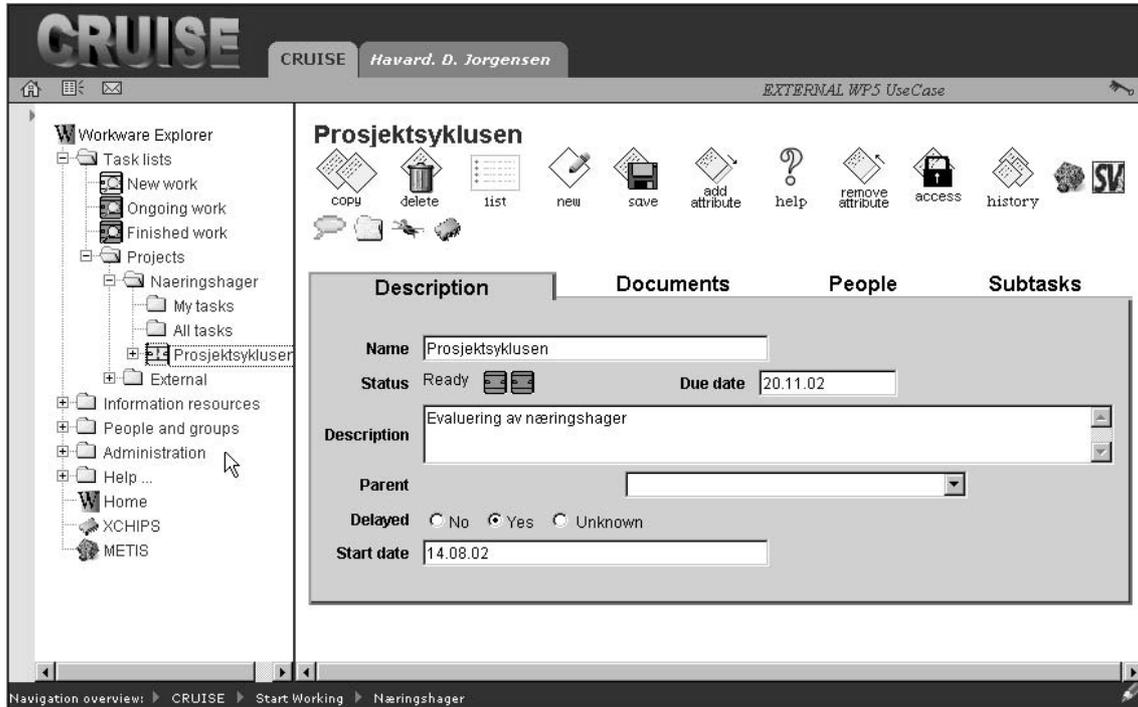 CRUISE
CRUISE Havard. D. Jorgensen
EXTERNAL WP5 UseCase
Workware Explorer
Task lists
New work
Ongoing work
Finished work
Projects
Naeringshager
My tasks
All tasks
Prosjektsyklusen
External
Information resources
People and groups
Administration
Help ...
Home
XCHIPS
METIS
Prosjektsyklusen
copy delete list new save add attribute help remove attribute access history SV
Description Documents People Subtasks
Name Prosjektsyklusen
Status Ready Due date 20.11.02
Description Evaluering av næringshager
Parent
Delayed No Yes Unknown
Start date 14.08.02
Navigation overview: CRUISE Start Working Næringshager